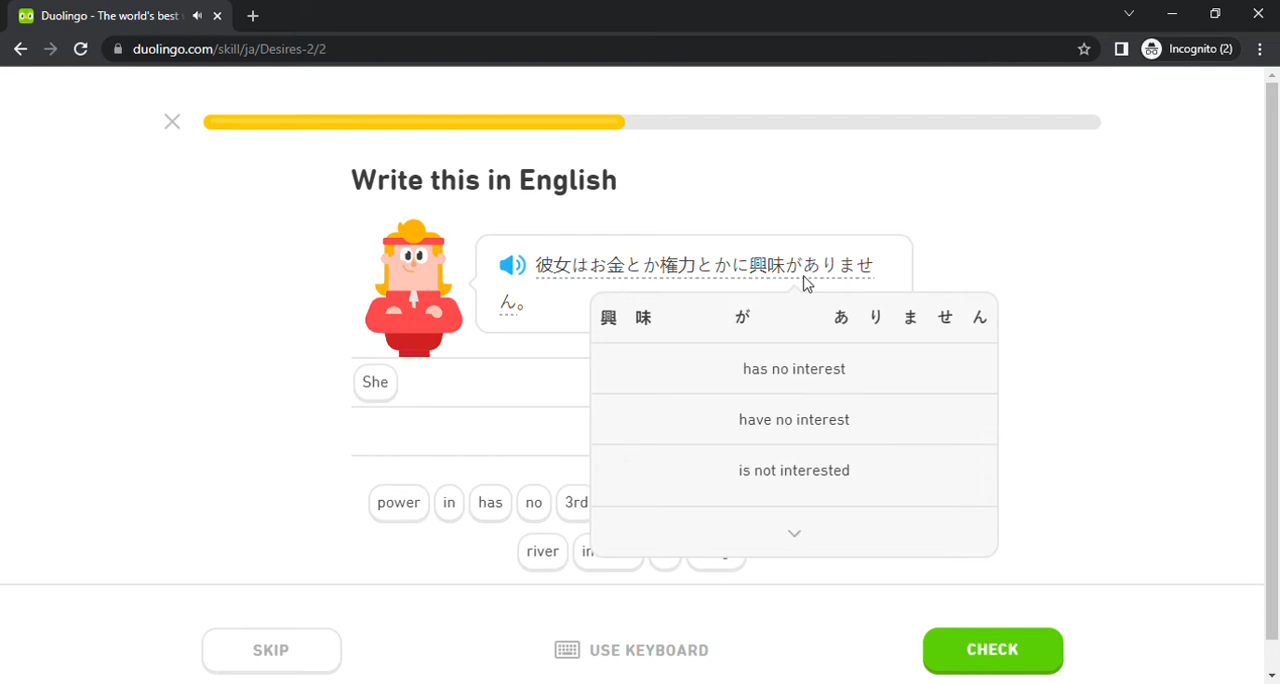 Duolingo - The world's best
duolingo.com/skill/ja/Desires-2/2
Incognito (2)
Write this in English
彼女はお金とか権力とかに興味がありませ
ん。
興味がありません
has no interest
She
have no interest
is not interested
power in has no 3rd
river
SKIP
USE KEYBOARD
CHECK